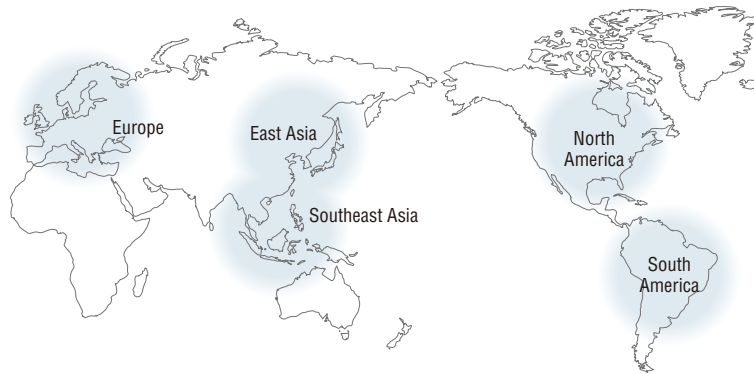 Europe
East Asia
Southeast Asia
North
America
South
America